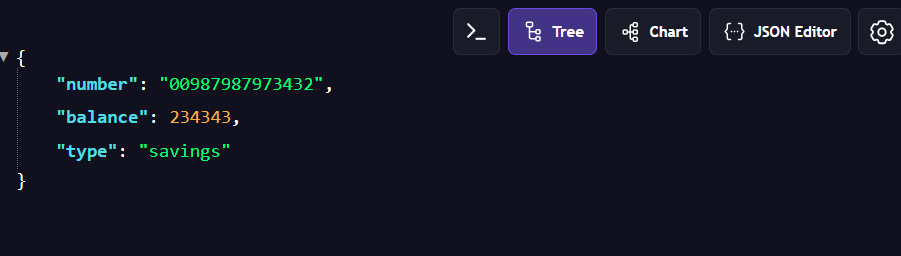 >_ Tree Chart {··} JSON Editor
{
"number": "00987987973432",
"balance": 234343,
"type": "savings"
}